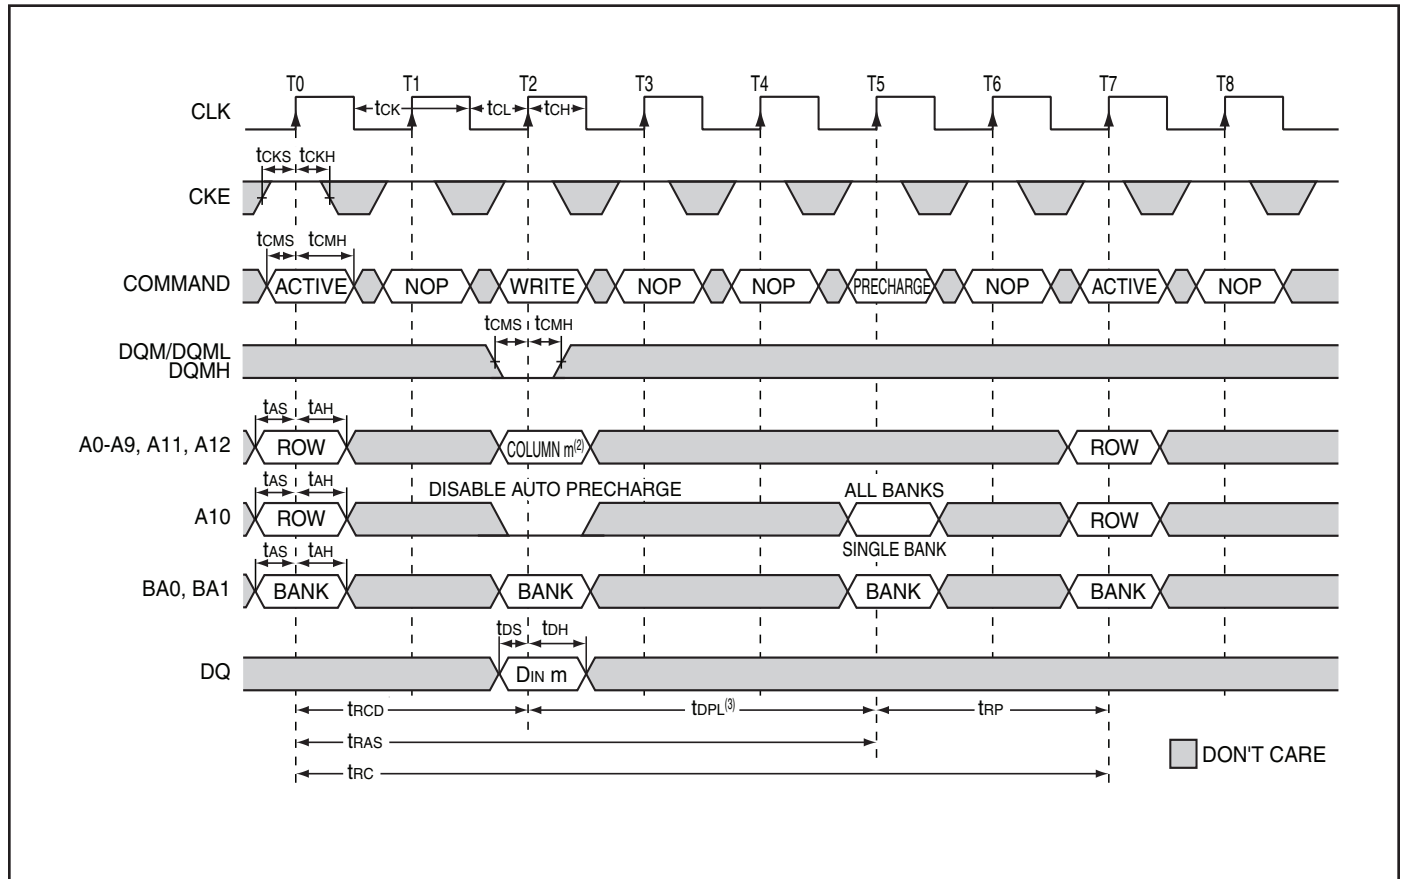 T0 T1 T2 T3 T4 T5 T6 T7 T8
CLK tCK tCL tCH
tCKS tCKH
CKE
tCMS tCMH
COMMAND ACTIVE NOP WRITE NOP NOP PRECHARGE NOP ACTIVE NOP
tCMS tCMH
DQM/DQML
DQMH
tAS tAH
A0-A9, A11, A12 ROW COLUMN m(2) ROW
tAS tAH DISABLE AUTO PRECHARGE ALL BANKS
A10 ROW ROW
tAS tAH SINGLE BANK
BA0, BA1 BANK BANK BANK BANK
tDS tDH
DQ DIN m
tRCD tDPL(3) tRP
tRAS
DON'T CARE
tRC